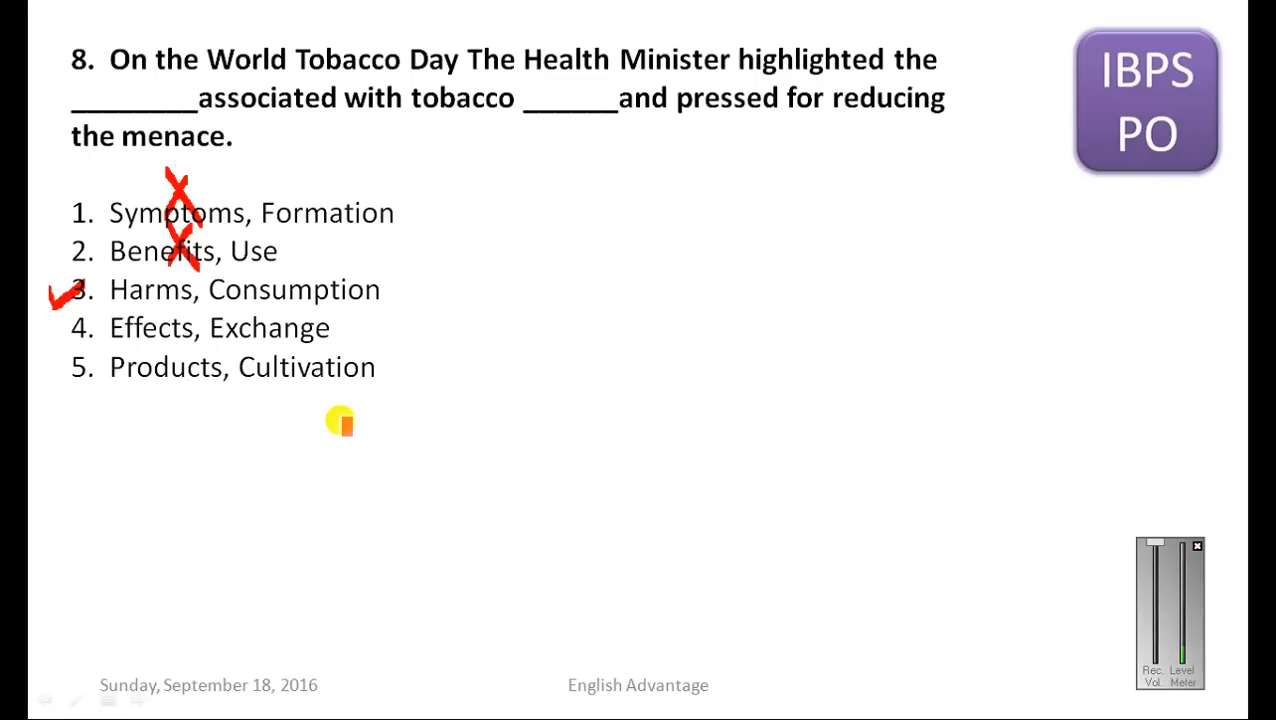 8. On the World Tobacco Day The Health Minister highlighted the
________associated with tobacco ______and pressed for reducing
the menace.
IBPS
PO
1. Symptoms, Formation
2. Benefits, Use
3. Harms, Consumption
4. Effects, Exchange
5. Products, Cultivation
Rec. Level
Vol. Meter
Sunday, September 18, 2016
English Advantage